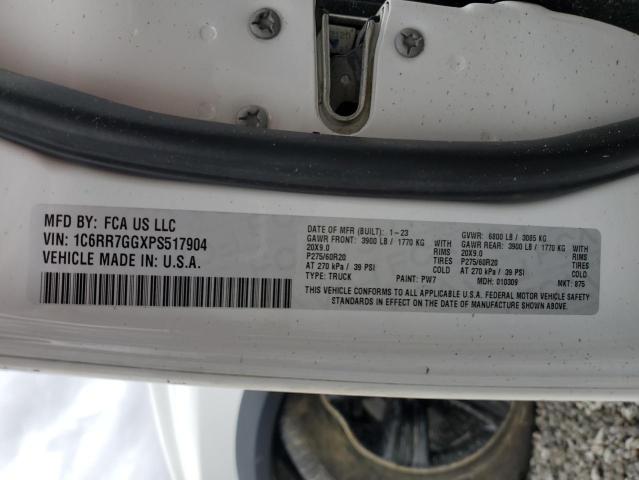 MFD BY: FCA US LLC
VIN: 1C6RR7GGXPS517904
VEHICLE MADE IN: U.S.A.
DATE OF MFR (BUILT): 1-23 GVWR: 6800 LB / 3085 KG
GAWR FRONT: 3900 LB / 1770 KG GAWR REAR: 3900 LB / 1770 KG
20X9.0 RIMS 20X9.0 RIMS
P275/60R20 TIRES P275/60R20 TIRES
AT 270 kPa / 39 PSI COLD AT 270 kPa / 39 PSI COLD
TYPE: TRUCK PAINT: PW7 MDH: 010309 MKT: 875
THIS VEHICLE CONFORMS TO ALL APPLICABLE U.S.A. FEDERAL MOTOR VEHICLE SAFETY
STANDARDS IN EFFECT ON THE DATE OF MANUFACTURE SHOWN ABOVE.